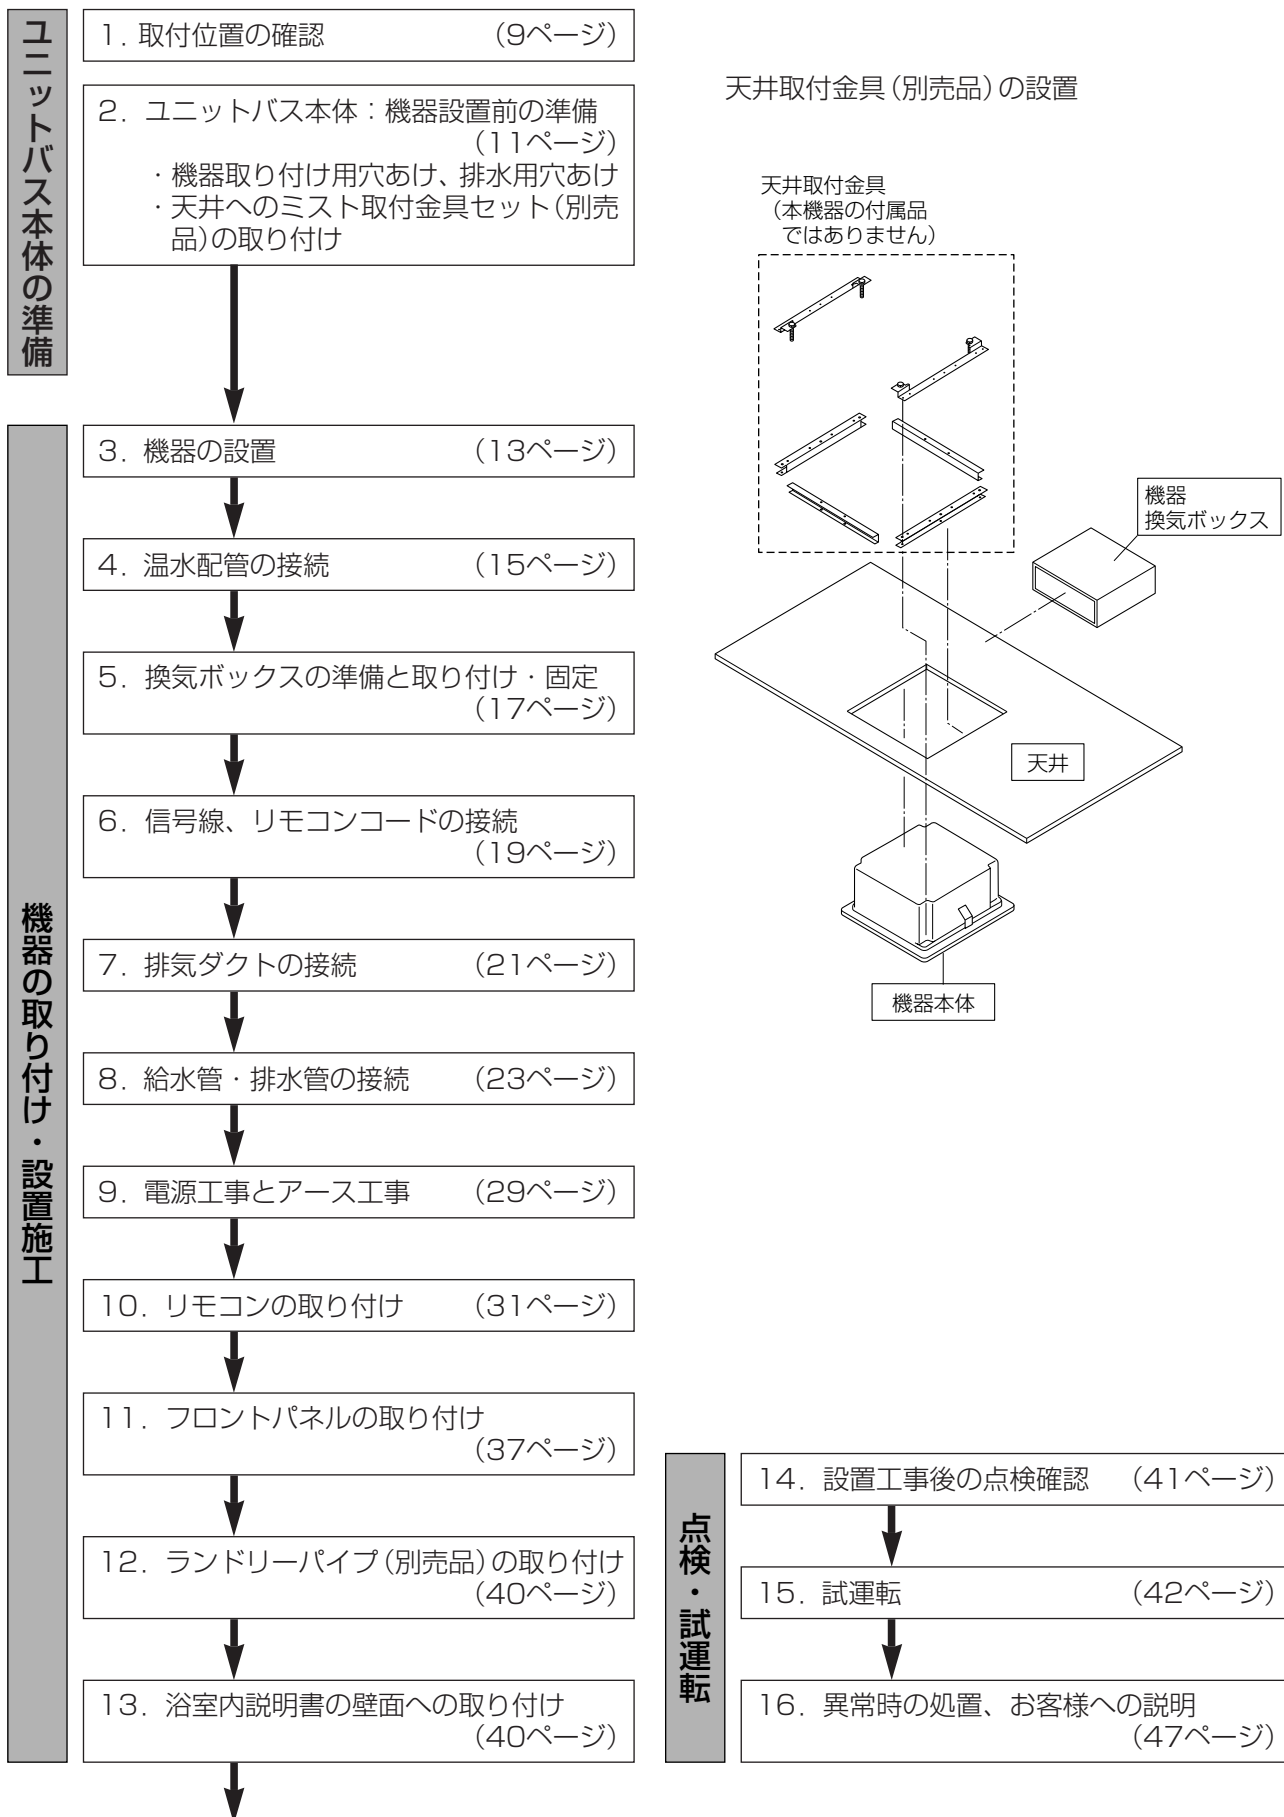 ユニットバス本体の準備
1. 取付位置の確認 (9ページ)
2. ユニットバス本体：機器設置前の準備
(11ページ)
・機器取り付け用穴あけ、排水用穴あけ
・天井へのミスト取付金具セット(別売
品)の取り付け
機器の取り付け・設置施工
3. 機器の設置 (13ページ)
4. 温水配管の接続 (15ページ)
5. 換気ボックスの準備と取り付け・固定
(17ページ)
6. 信号線、リモコンコードの接続
(19ページ)
7. 排気ダクトの接続 (21ページ)
8. 給水管・排水管の接続 (23ページ)
9. 電源工事とアース工事 (29ページ)
10. リモコンの取り付け (31ページ)
11. フロントパネルの取り付け
(37ページ)
12. ランドリーパイプ(別売品)の取り付け
(40ページ)
13. 浴室内説明書の壁面への取り付け
(40ページ)
天井取付金具(別売品)の設置
天井取付金具
(本機器の付属品
ではありません)
機器
換気ボックス
天井
機器本体
点検・試運転
14. 設置工事後の点検確認 (41ページ)
15. 試運転 (42ページ)
16. 異常時の処置、お客様への説明
(47ページ)